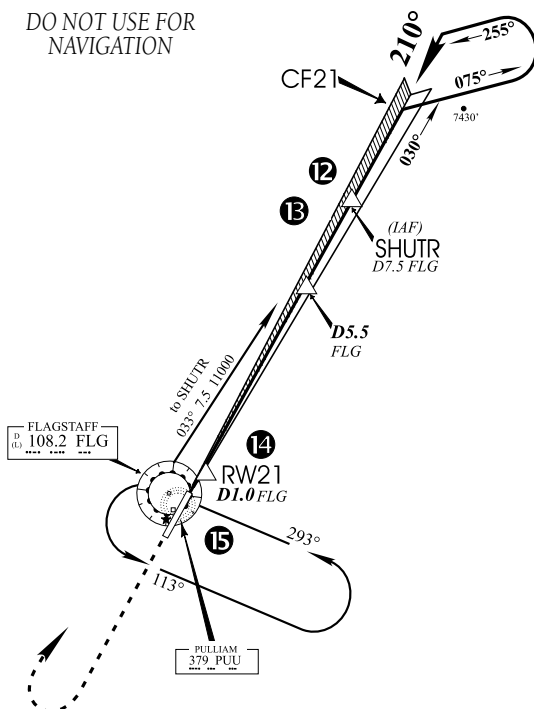 DO NOT USE FOR
NAVIGATION
210°
255°
075°
CF21
7430'
030°
12
13
(IAF)
SHUTR
D7.5 FLG
D5.5
FLG
to SHUTR
033° 7.5 11000
FLAGSTAFF
D
(L) 108.2 FLG
14
RW21
D1.0 FLG
15
293°
113°
PULLIAM
379 PUU